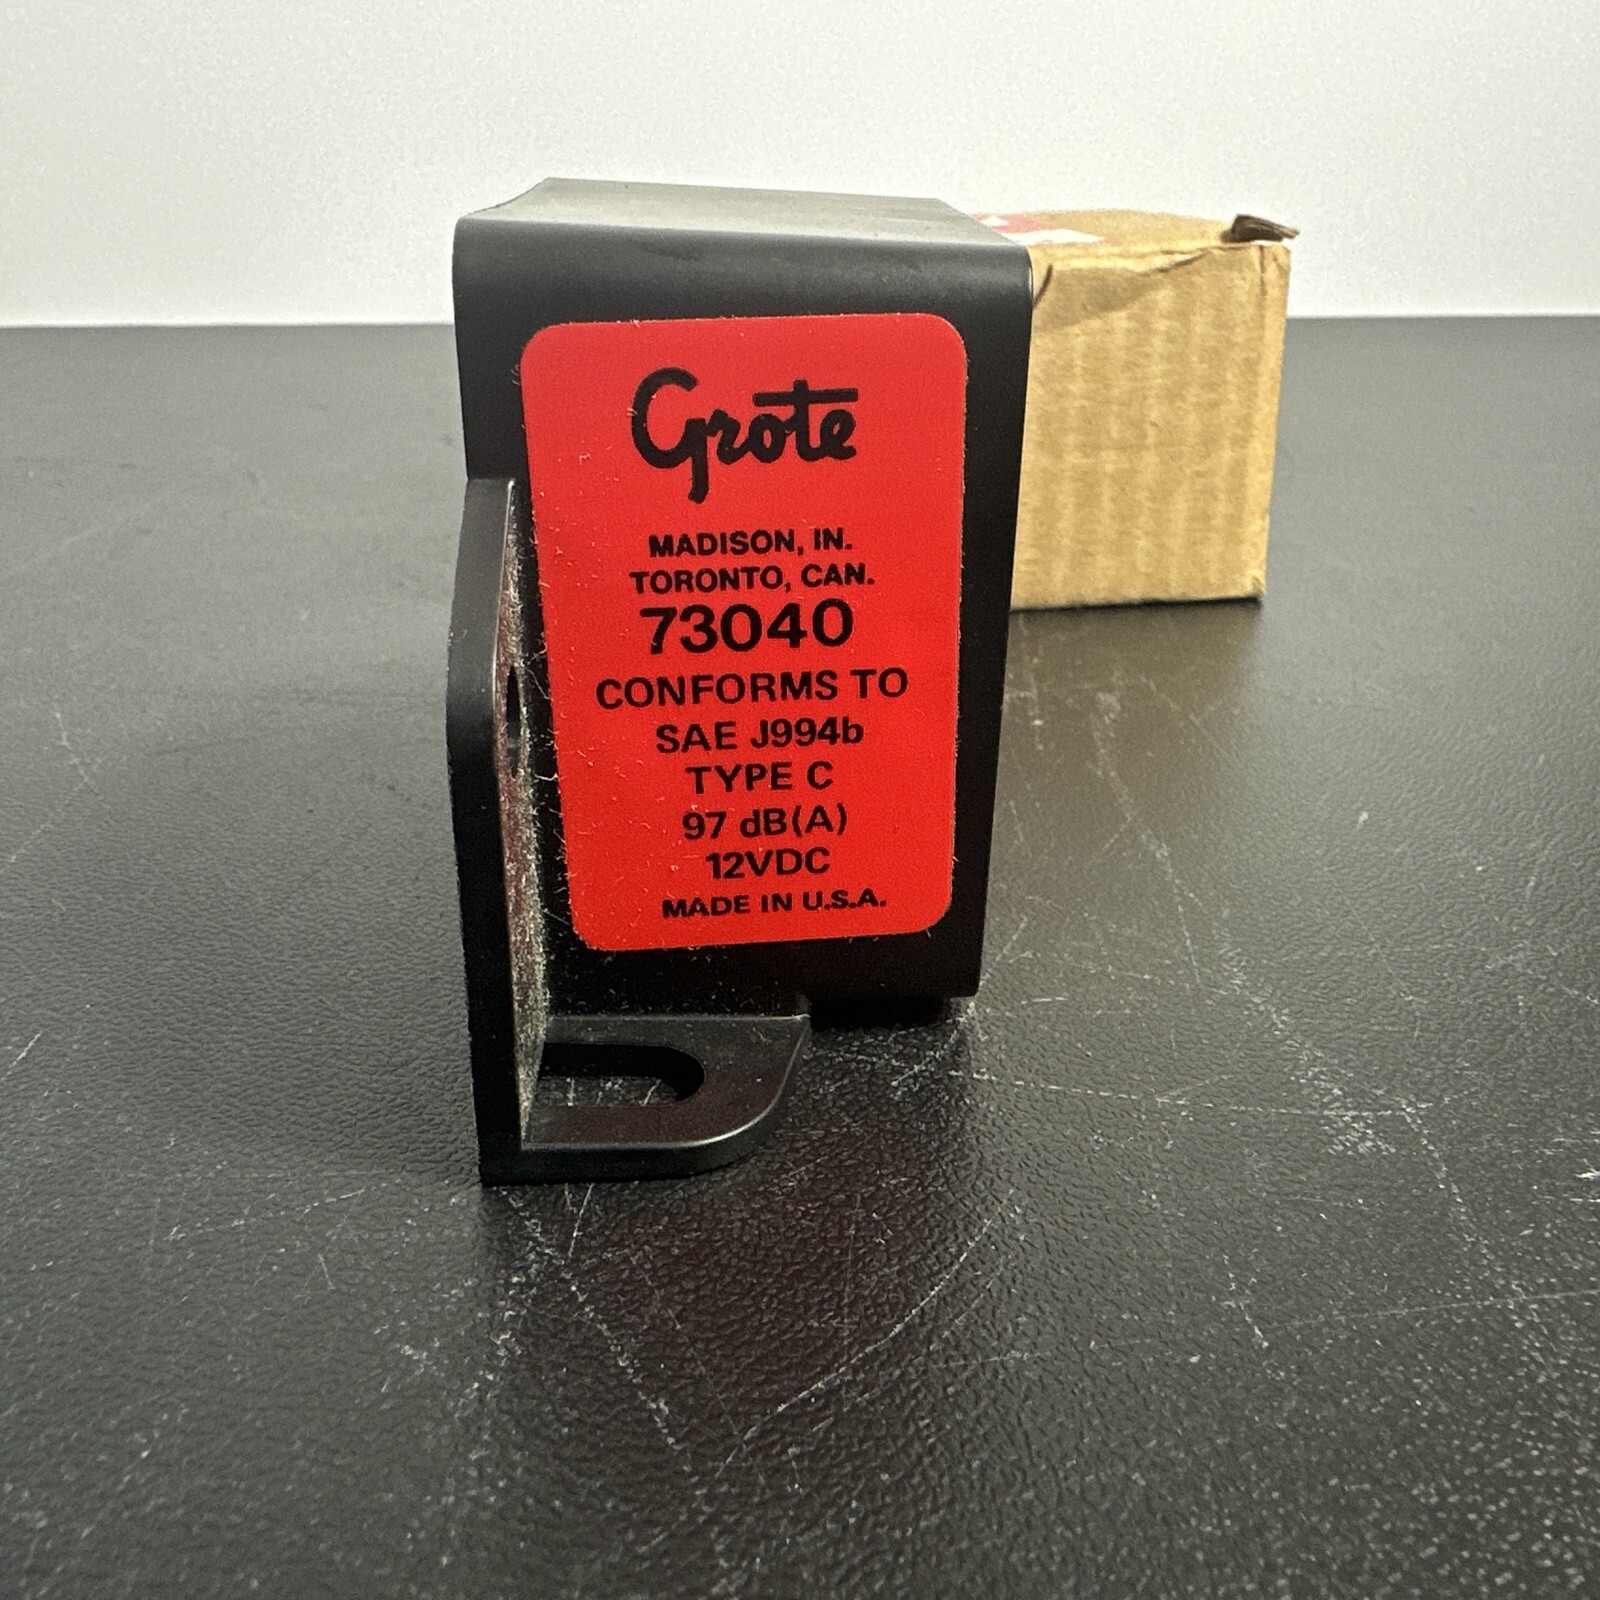 Grote
MADISON, IN.
TORONTO, CAN.
73040
CONFORMS TO
SAE J994b
TYPE C
97 dB(A)
12VDC
MADE IN U.S.A.